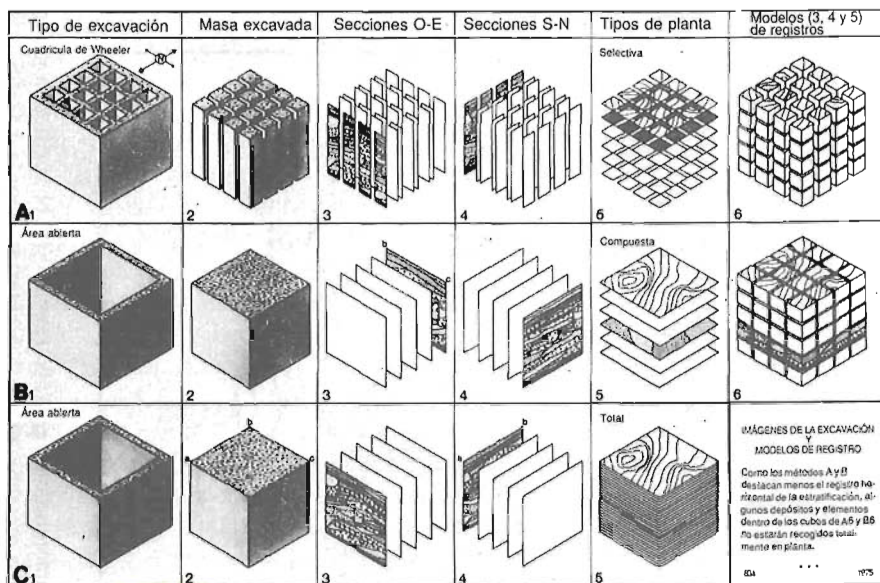 Tipo de excavación
Masa excavada
Secciones O-E
Secciones S-N
Tipos de planta
Modelos (3, 4 y 5)
de registros
Cuadricula de Wheeler
N
Selectiva
A1
2
3
4
5
6
Área abierta
b
c
Compuesta
B1
2
3
4
5
6
Área abierta
a
b
c
b
Total
C1
2
3
4
5
IMÁGENES DE LA EXCAVACIÓN
Y
MODELOS DE REGISTRO
Como los métodos A y B
destacan menos el registro ho-
rizontal de la estratificación, al-
gunos depósitos y elementos
dentro de los cubos de A6 y B6
no estarán recogidos total-
mente en planta.
1975